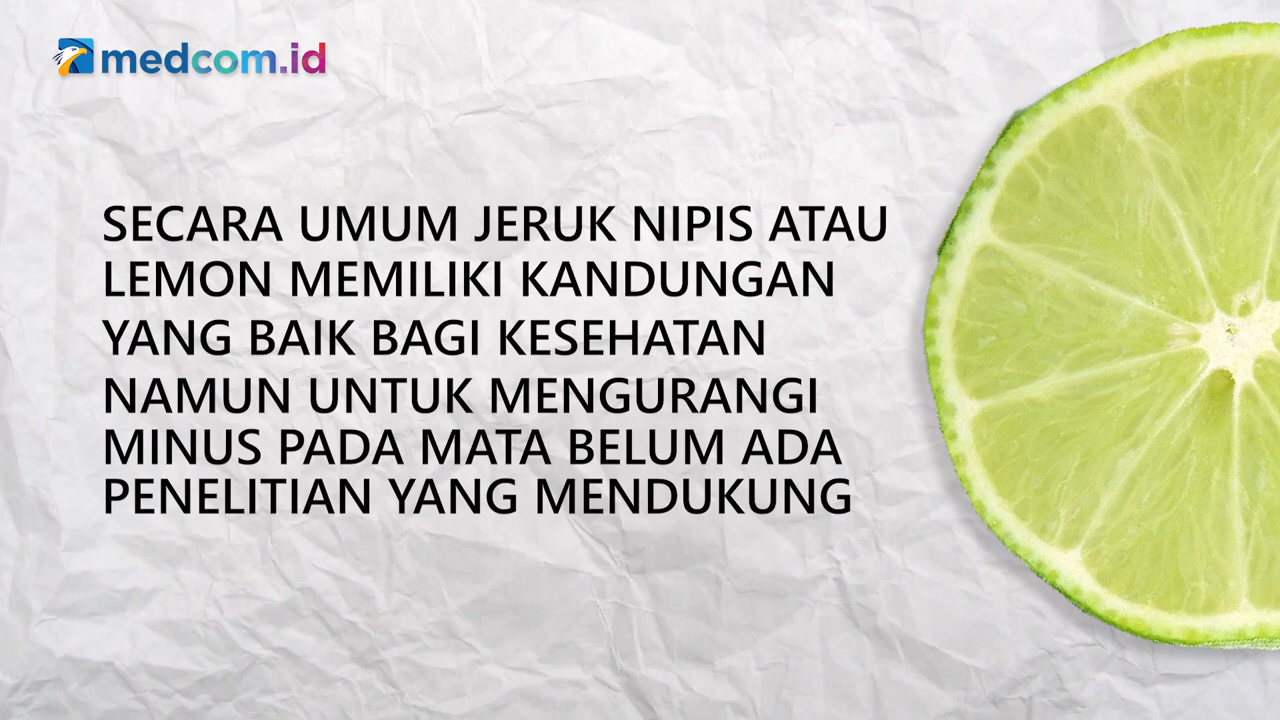 medcom.id
SECARA UMUM JERUK NIPIS ATAU
LEMON MEMILIKI KANDUNGAN
YANG BAIK BAGI KESEHATAN
NAMUN UNTUK MENGURANGI
MINUS PADA MATA BELUM ADA
PENELITIAN YANG MENDUKUNG